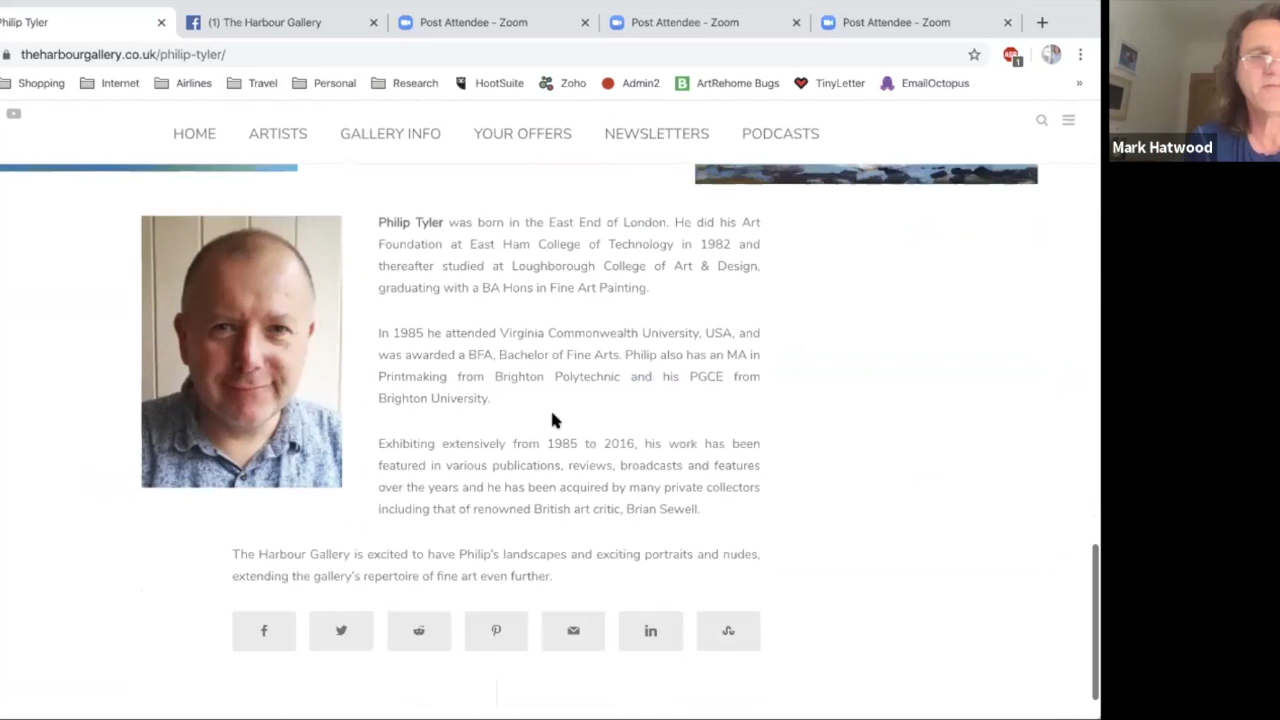 Philip Tyler
(1) The Harbour Gallery
Post Attendee - Zoom
Post Attendee - Zoom
Post Attendee - Zoom
theharbourgallery.co.uk/philip-tyler/
1
Shopping Internet Airlines Travel Personal Research HootSuite Zoho Admin2 ArtRehome Bugs TinyLetter EmailOctopus »
HOME ARTISTS GALLERY INFO YOUR OFFERS NEWSLETTERS PODCASTS
Mark Hatwood
Philip Tyler was born in the East End of London. He did his Art
Foundation at East Ham College of Technology in 1982 and
thereafter studied at Loughborough College of Art & Design,
graduating with a BA Hons in Fine Art Painting.
In 1985 he attended Virginia Commonwealth University, USA, and
was awarded a BFA, Bachelor of Fine Arts. Philip also has an MA in
Printmaking from Brighton Polytechnic and his PGCE from
Brighton University.
Exhibiting extensively from 1985 to 2016, his work has been
featured in various publications, reviews, broadcasts and features
over the years and he has been acquired by many private collectors
including that of renowned British art critic, Brian Sewell.
The Harbour Gallery is excited to have Philip's landscapes and exciting portraits and nudes,
extending the gallery's repertoire of fine art even further.